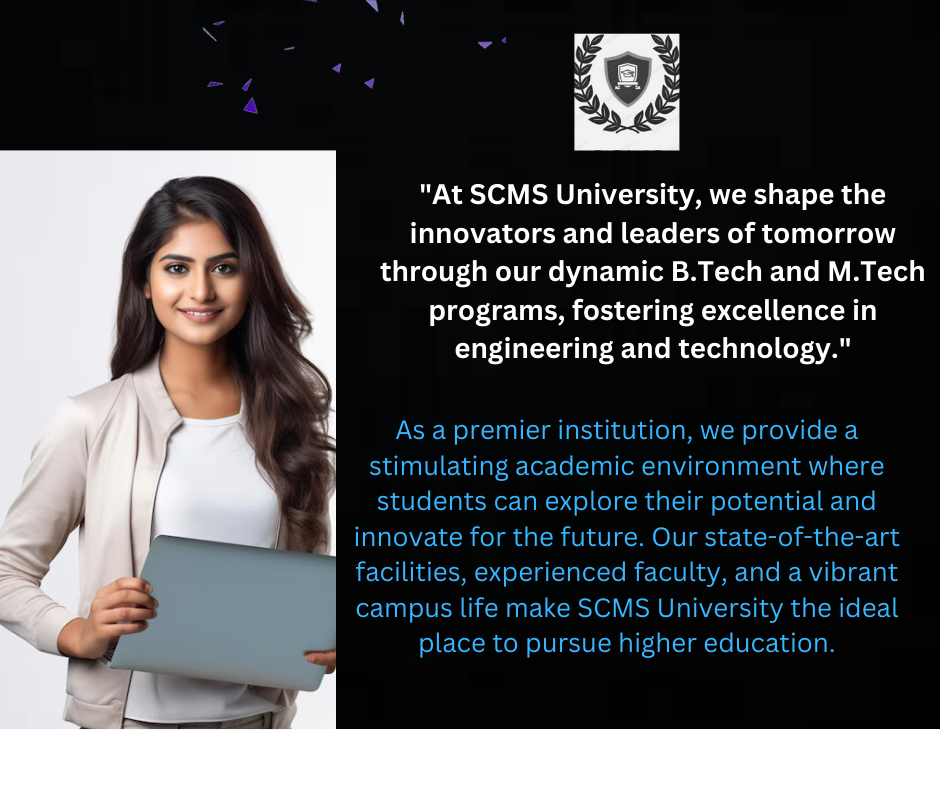 "At SCMS University, we shape the
innovators and leaders of tomorrow
through our dynamic B.Tech and M.Tech
programs, fostering excellence in
engineering and technology."
As a premier institution, we provide a
stimulating academic environment where
students can explore their potential and
innovate for the future. Our state-of-the-art
facilities, experienced faculty, and a vibrant
campus life make SCMS University the ideal
place to pursue higher education.